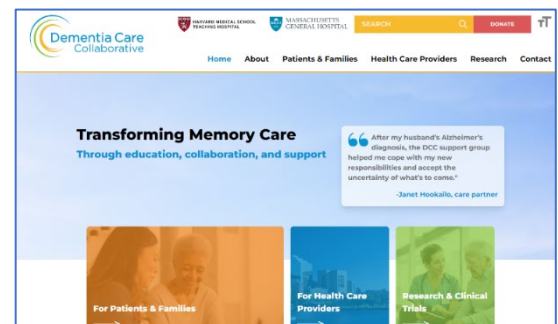 Dementia Care
Collaborative
HARVARD MEDICAL SCHOOL
TEACHING HOSPITAL
MASSACHUSETTS
GENERAL HOSPITAL
SEARCH
DONATE
TT
Home About Patients & Families Health Care Providers Research Contact
Transforming Memory Care
Through education, collaboration, and support
After my husband's Alzheimer's
diagnosis, the DCC support group
helped me cope with my new
responsibilities and accept the
uncertainty of what's to come."
-Janet Hookailo, care partner
For Patients & Families
For Health Care
Providers
Research & Clinical
Trials